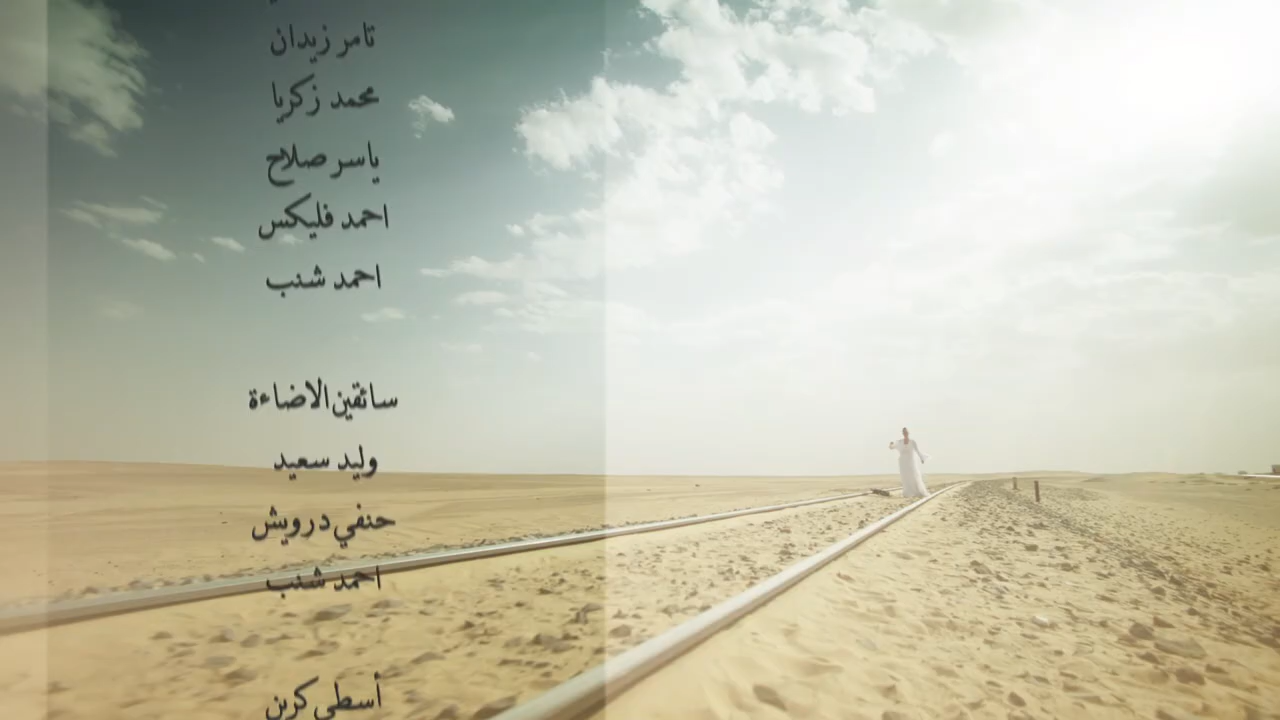 تامر زيدان
محمد زكريا
ياسر صلاح
احمد فليكس
احمد شنب
سائقين الاضاءة
وليد سعيد
حنفي درويش
احمد شنب
أسطى كرين